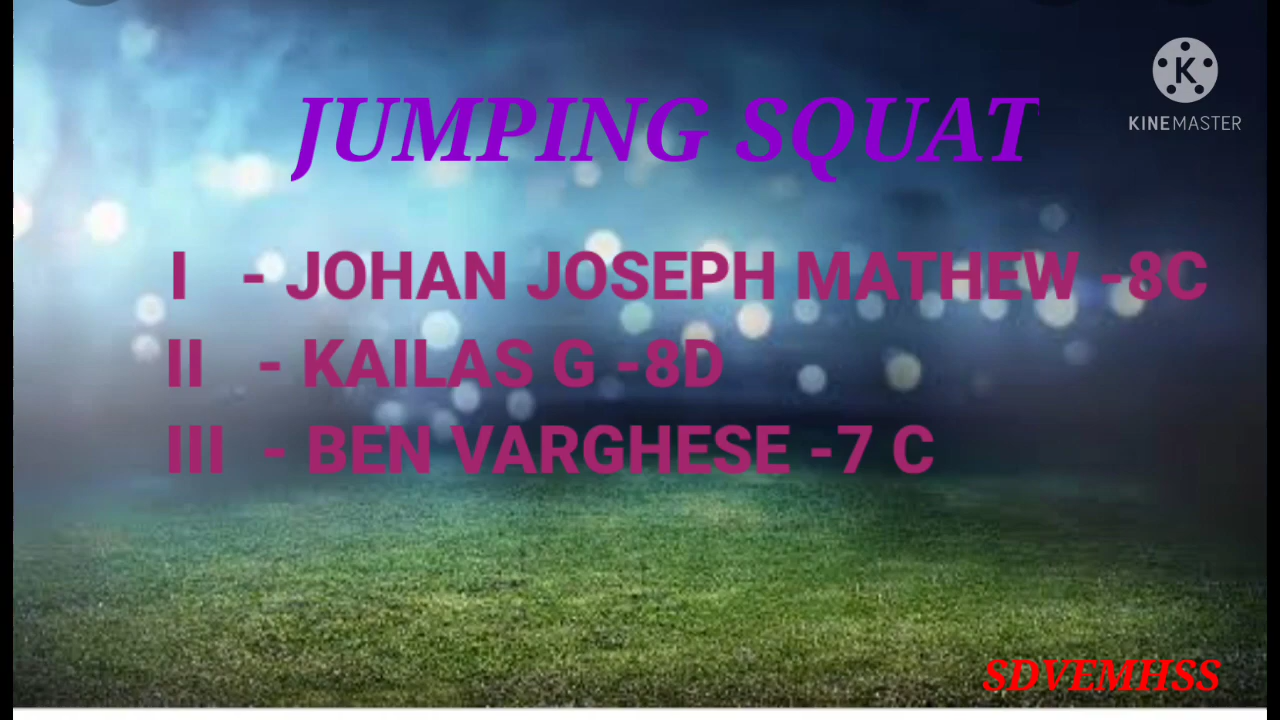 JUMPING SQUAT
K
KINEMASTER
I - JOHAN JOSEPH MATHEW -8C
II - KAILAS G -8D
III - BEN VARGHESE -7 C
SDVEMHSS